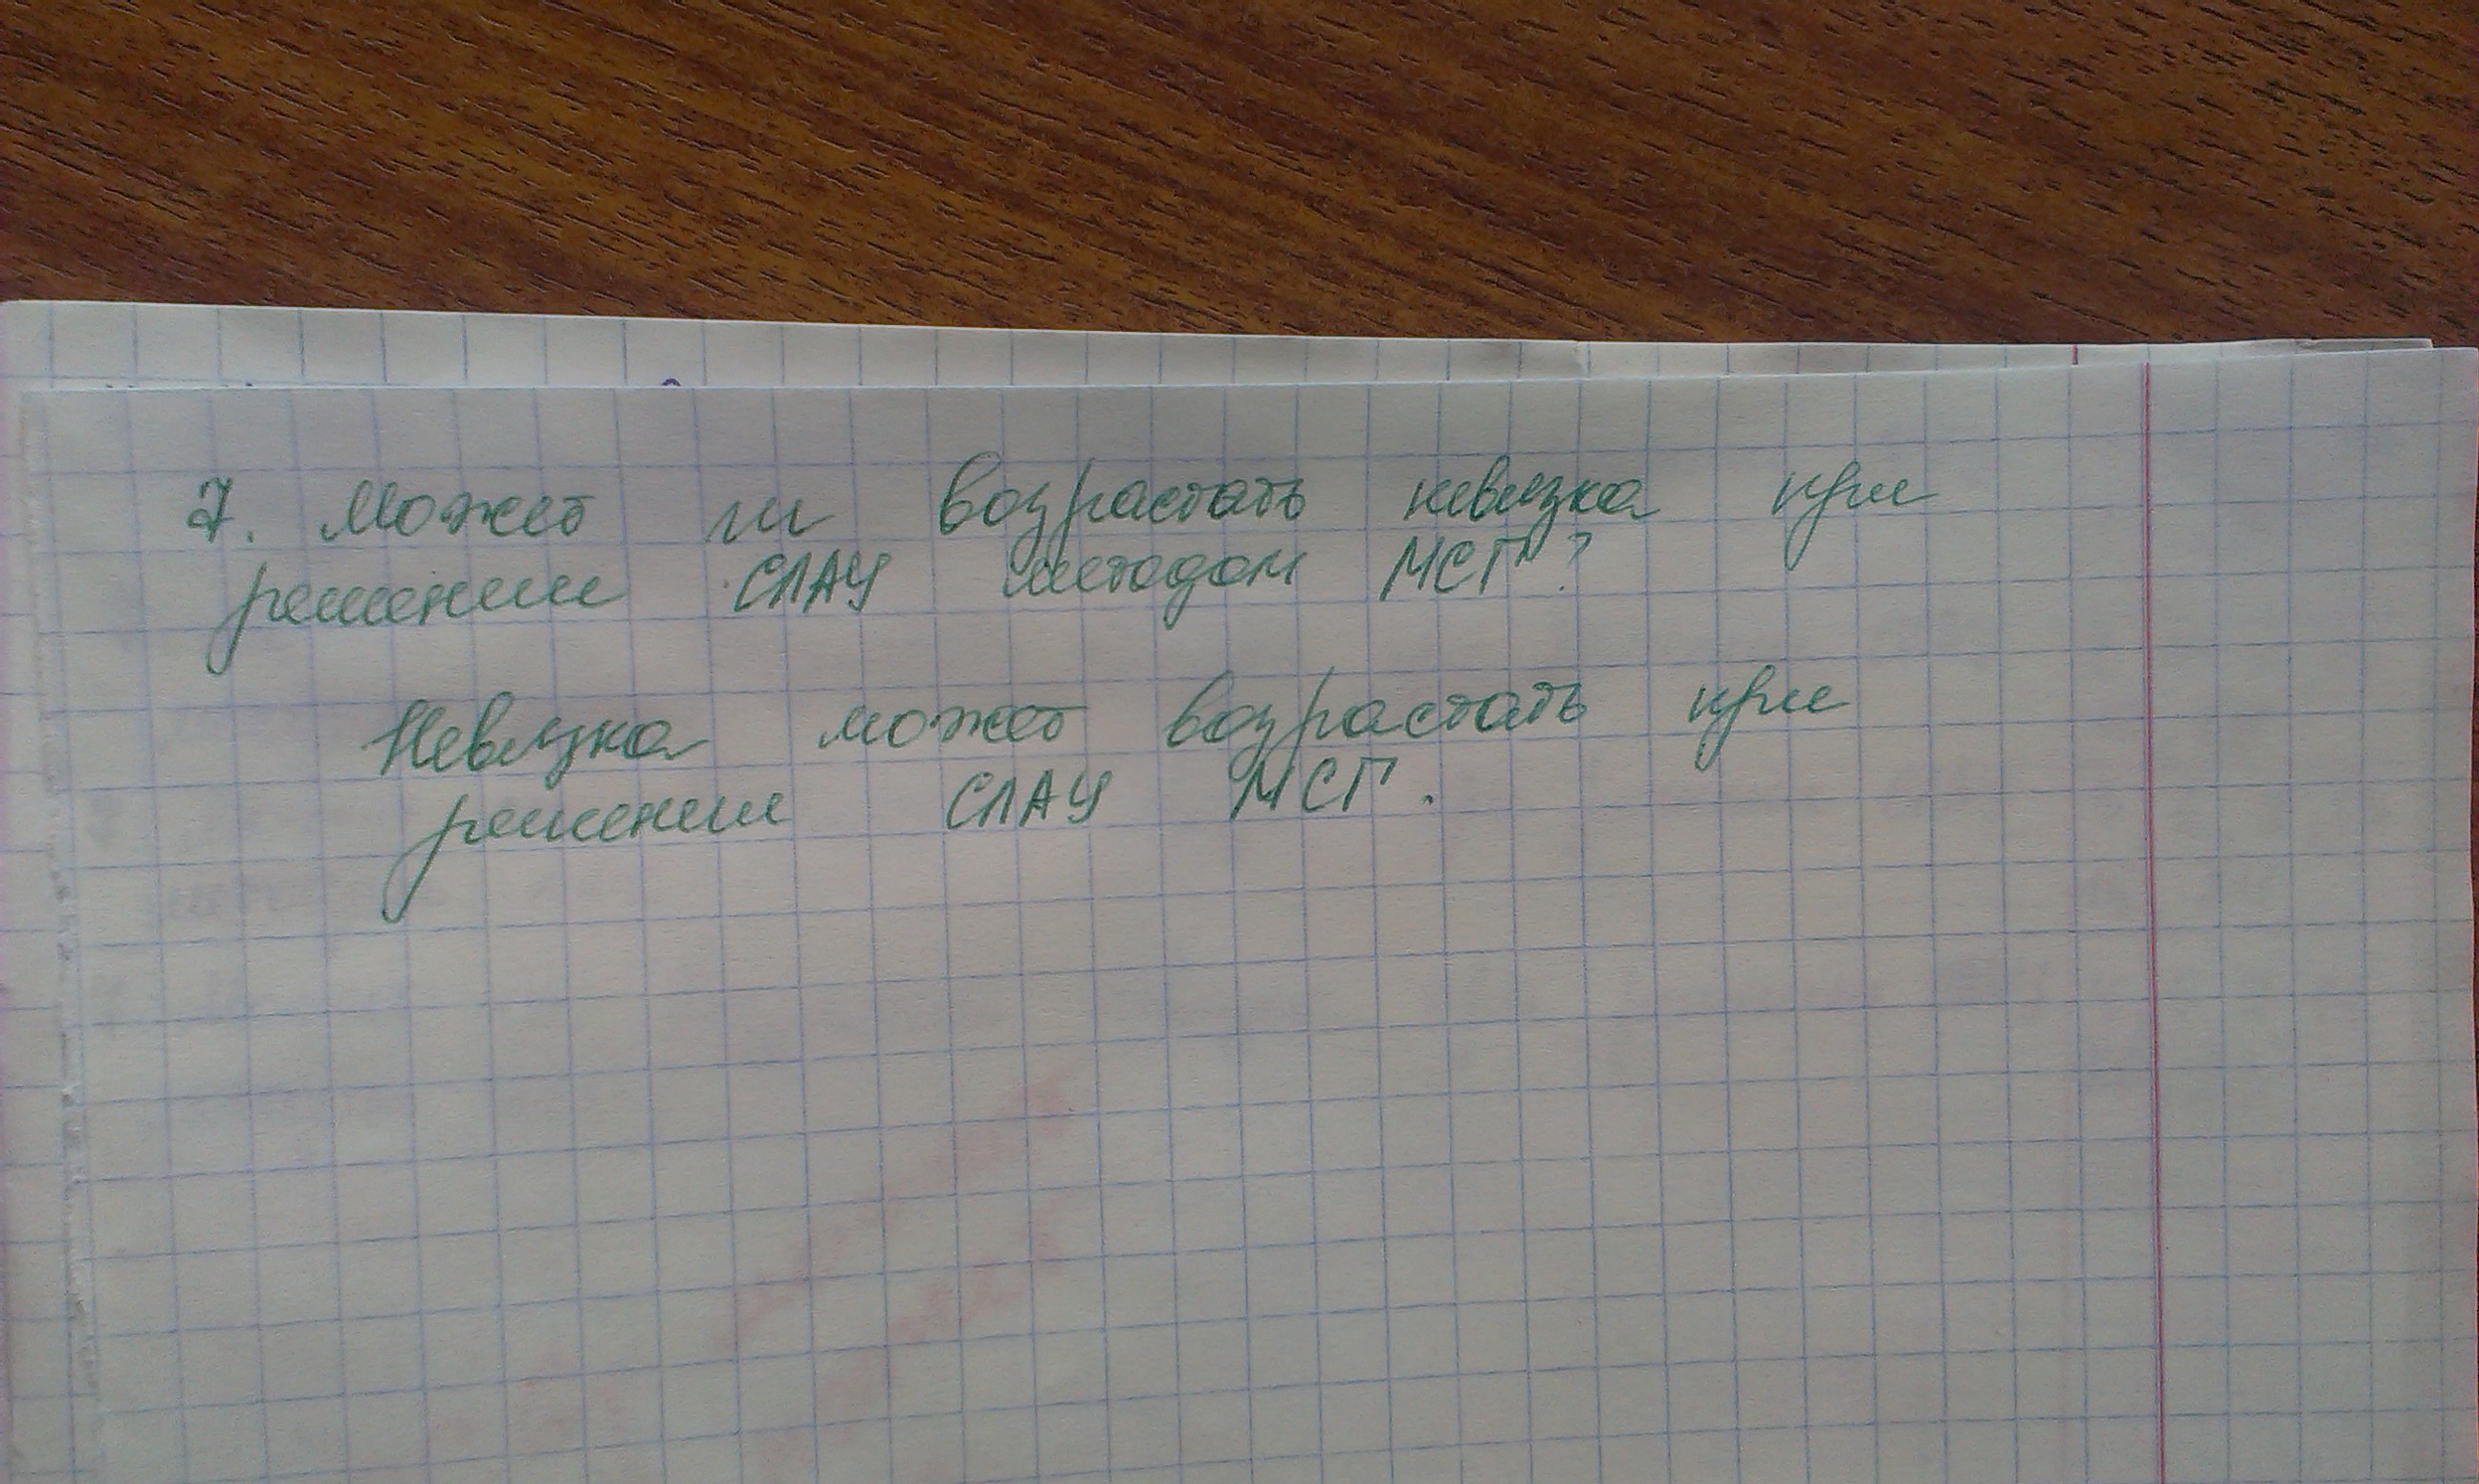 7. Может ли возрастать невязка при
решении СЛАУ методом МСГ?
Невязка может возрастать при
решении СЛАУ МСГ.